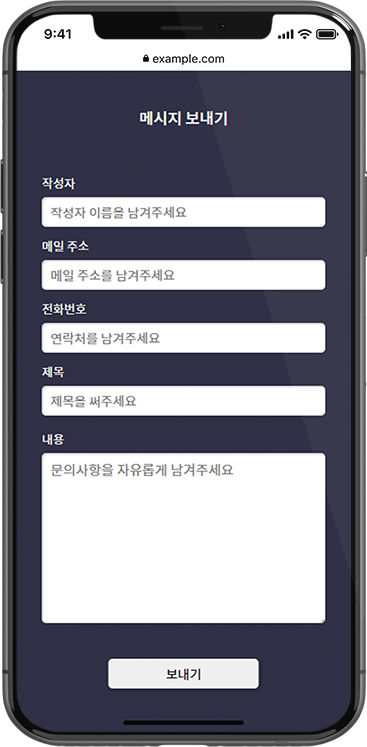 9:41
example.com
메시지 보내기
작성자
작성자 이름을 남겨주세요
메일 주소
메일 주소를 남겨주세요
전화번호
연락처를 남겨주세요
제목
제목을 써주세요
내용
문의사항을 자유롭게 남겨주세요
보내기